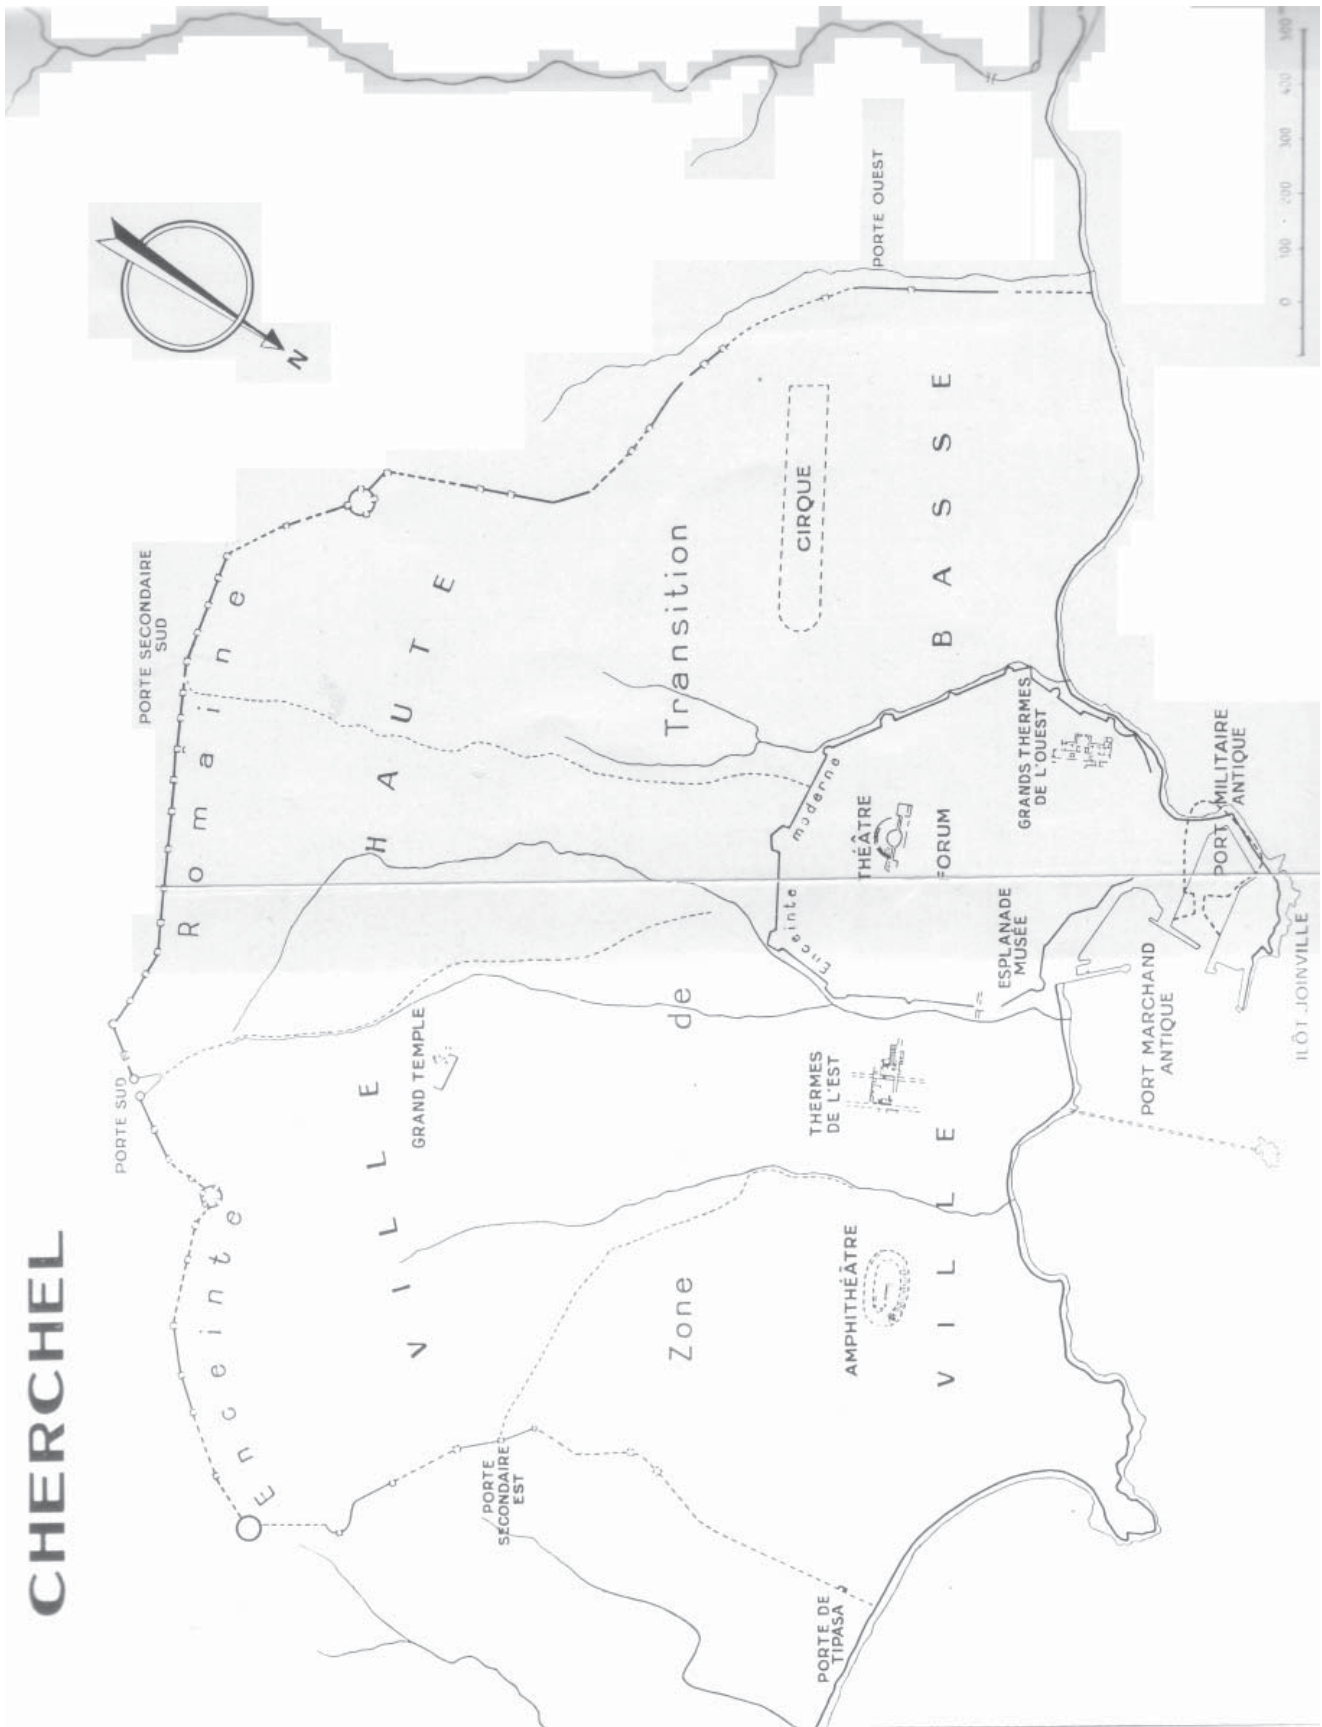 CHERCHEL
PORTE SUD
PORTE SECONDAIRE
SUD
N
Enceinte Romaine
VILLE HAUTE
GRAND TEMPLE
PORTE
SECONDAIRE
EST
Zone de Transition
CIRQUE
PORTE OUEST
Enceinte moderne
THÉÂTRE
FORUM
THERMES
DE L'EST
AMPHITHÉÂTRE
PORTE DE
TIPASA
VILLE BASSE
ESPLANADE
MUSÉE
GRANDS THERMES
DE L'OUEST
PORT MARCHAND
ANTIQUE
PORT MILITAIRE
ANTIQUE
ILÔT JOINVILLE
0 100 200 300 400 500